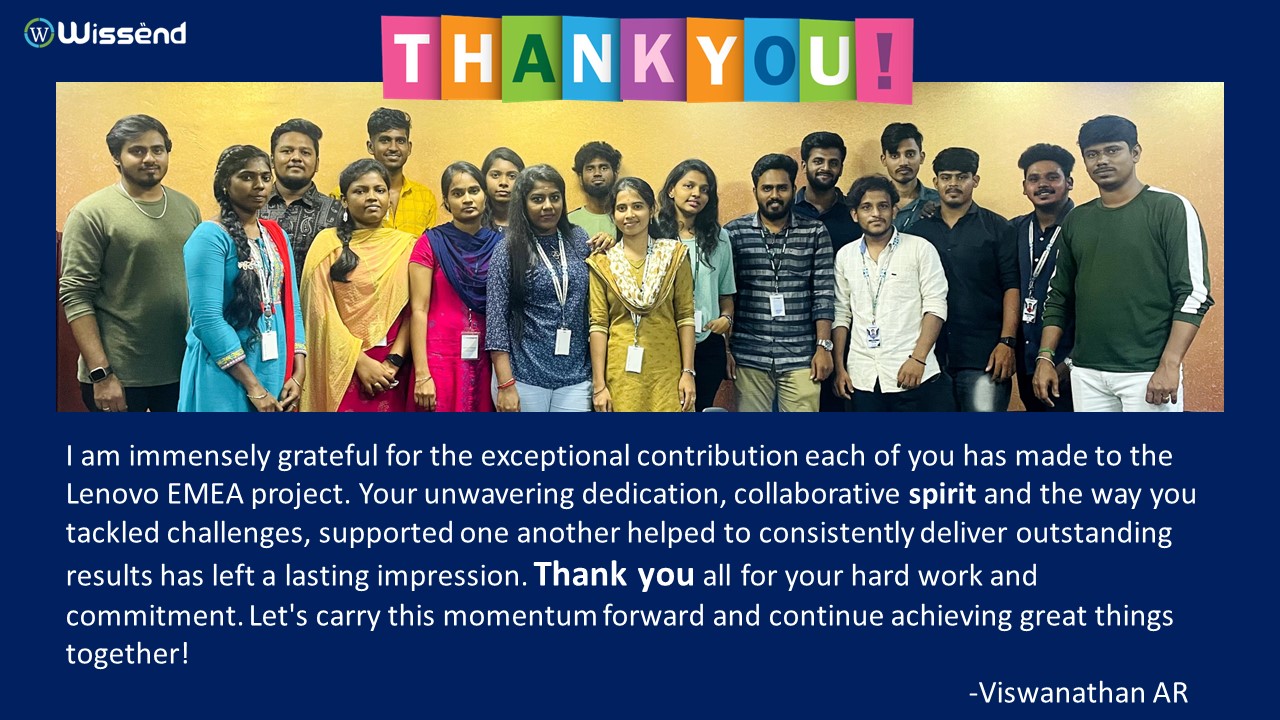 W Wissend
THANK YOU!
I am immensely grateful for the exceptional contribution each of you has made to the
Lenovo EMEA project. Your unwavering dedication, collaborative spirit and the way you
tackled challenges, supported one another helped to consistently deliver outstanding
results has left a lasting impression. Thank you all for your hard work and
commitment. Let's carry this momentum forward and continue achieving great things
together!
-Viswanathan AR